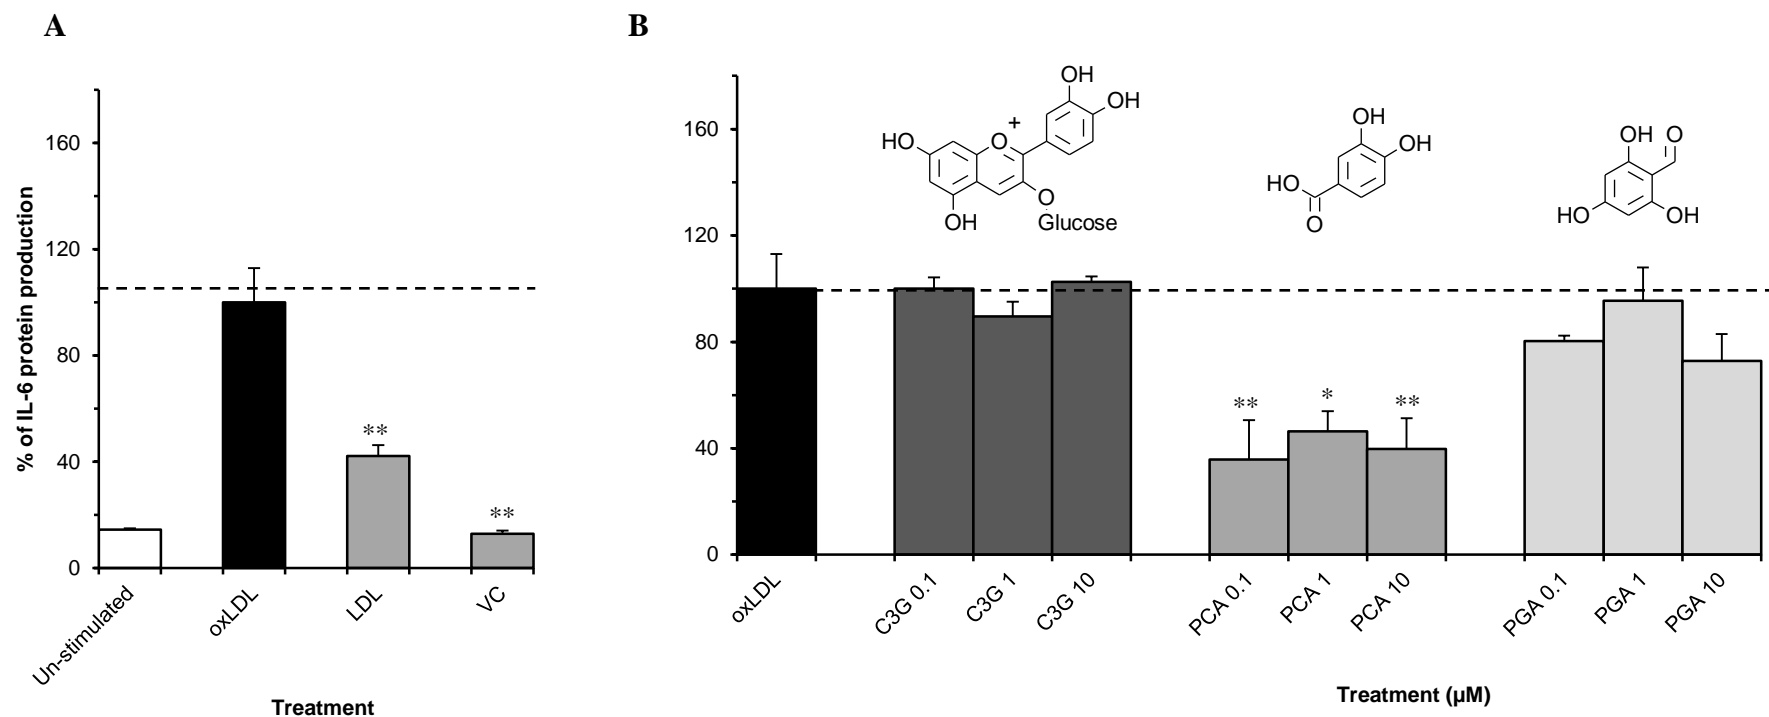 A
% of IL-6 protein production
160
120
80
40
0
**
**
Un-stimulated
oxLDL
LDL
VC
Treatment
B
160
120
80
40
0
OH
OH
HO
O
+
OH
O
Glucose
OH
OH
HO
O
OH
O
HO
OH
**
*
**
oxLDL
C3G 0.1
C3G 1
C3G 10
PCA 0.1
PCA 1
PCA 10
PGA 0.1
PGA 1
PGA 10
Treatment (µM)